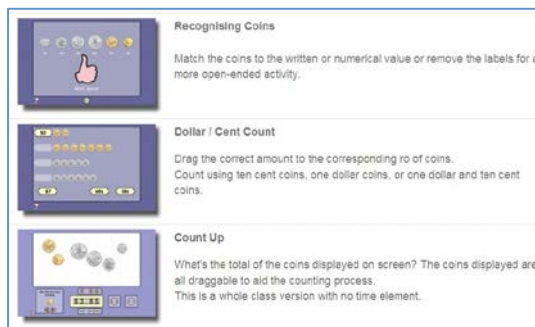 Recognising Coins
Match the coins to the written or numerical value or remove the labels for a
more open-ended activity.
Dollar / Cent Count
Drag the correct amount to the corresponding ro of coins.
Count using ten cent coins, one dollar coins, or one dollar and ten cent
coins.
Count Up
What's the total of the coins displayed on screen? The coins displayed are
all draggable to aid the counting process.
This is a whole class version with no time element.